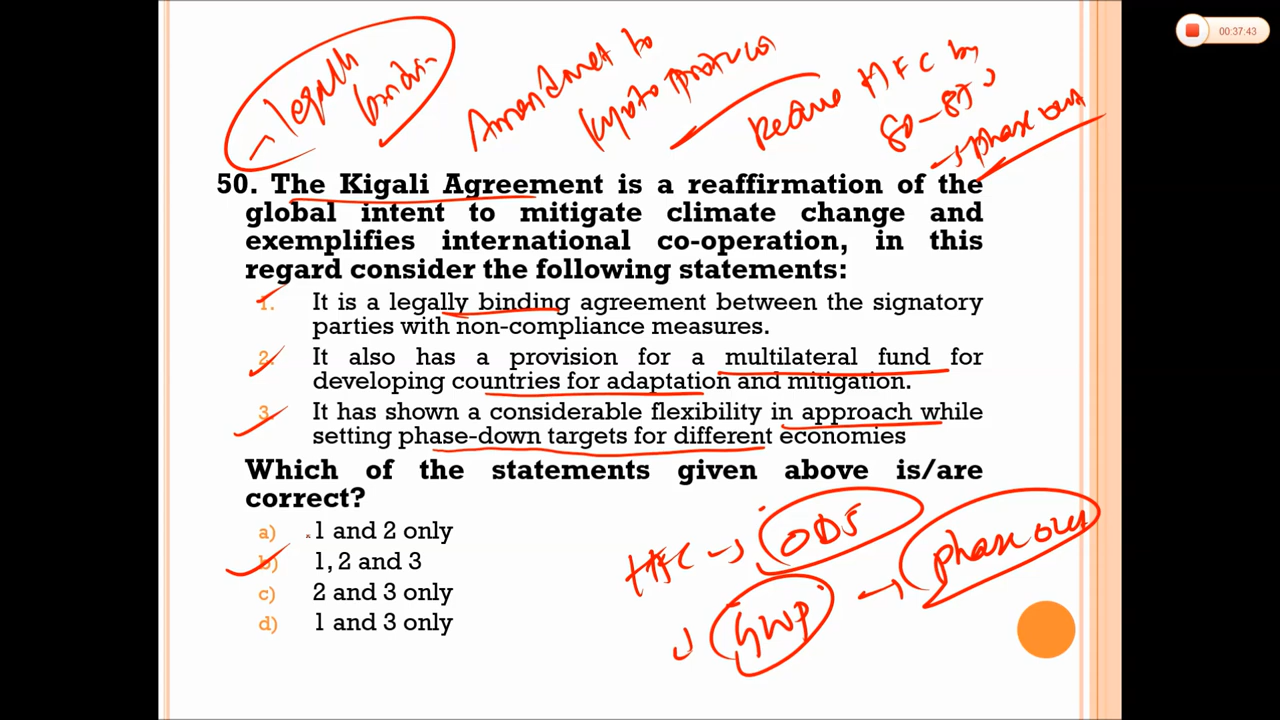 00:37:43
- legally binding
Amendmet to
kyoto protocol
Reduce HFC by
80-85%
→ phase out
50. The Kigali Agreement is a reaffirmation of the
global intent to mitigate climate change and
exemplifies international co-operation, in this
regard consider the following statements:
1. It is a legally binding agreement between the signatory
parties with non-compliance measures.
2. It also has a provision for a multilateral fund for
developing countries for adaptation and mitigation.
3. It has shown a considerable flexibility in approach while
setting phase-down targets for different economies
Which of the statements given above is/are
correct?
a) 1 and 2 only
b) 1, 2 and 3
c) 2 and 3 only
d) 1 and 3 only
HFC → ODS
GWP → phase out